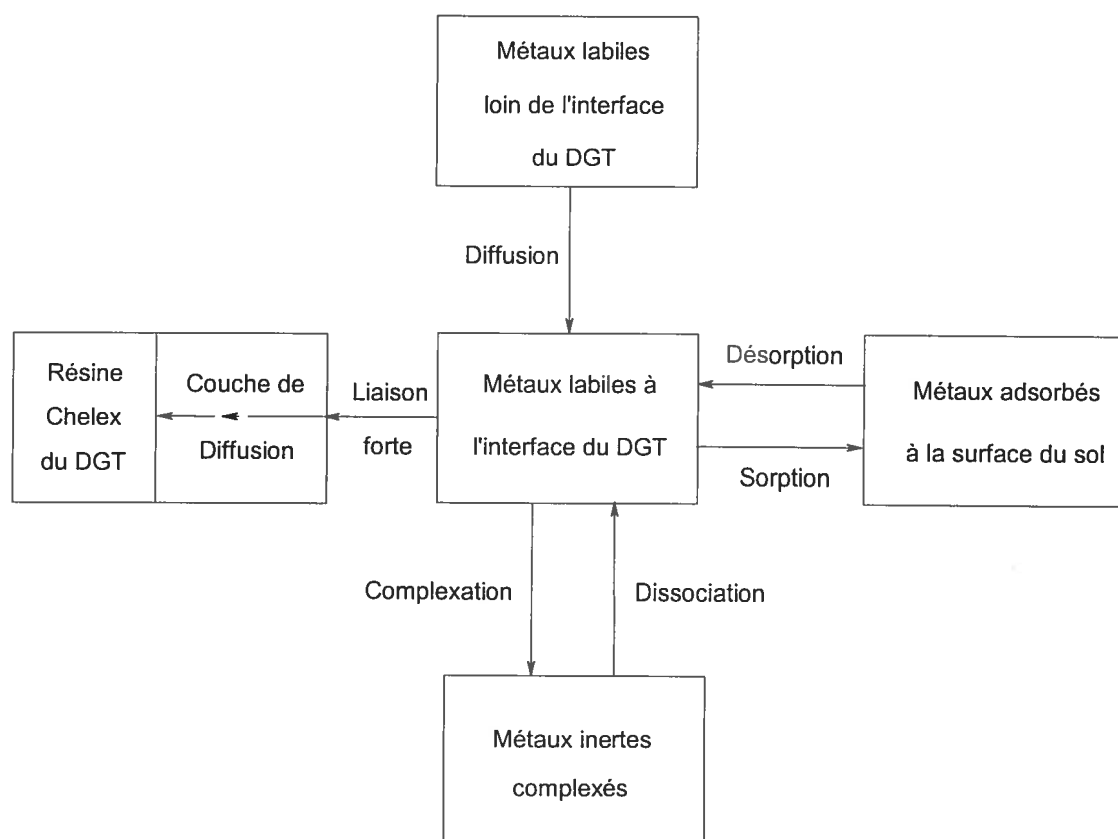 Métaux labiles
loin de l'interface
du DGT
Diffusion
Résine
Chelex
du DGT
Couche de
Diffusion
Liaison
forte
Métaux labiles à
l'interface du DGT
Désorption
Sorption
Métaux adsorbés
à la surface du sol
Complexation
Dissociation
Métaux inertes
complexés